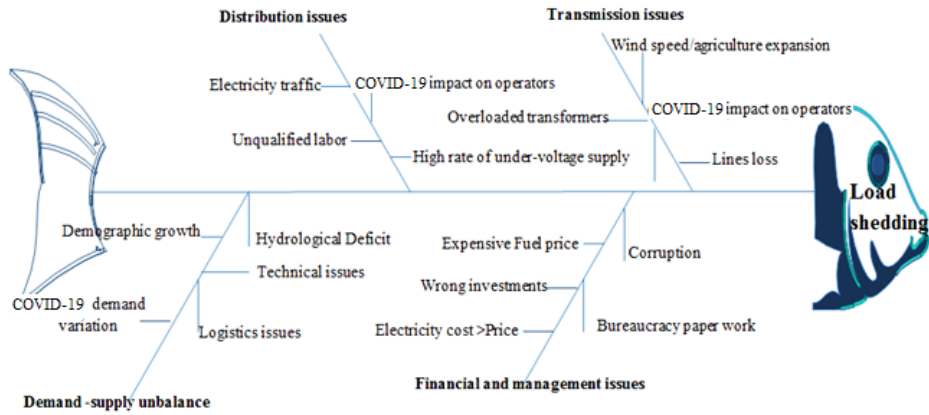 Distribution issues
Transmission issues
Wind speed/agriculture expansion
Electricity traffic
COVID-19 impact on operators
COVID-19 impact on operators
Overloaded transformers
Unqualified labor
High rate of under-voltage supply
Lines loss
Load
shedding
Demographic growth
Hydrological Deficit
Expensive Fuel price
Corruption
Technical issues
Wrong investments
COVID-19 demand
variation
Logistics issues
Electricity cost >Price
Bureaucracy paper work
Financial and management issues
Demand -supply unbalance